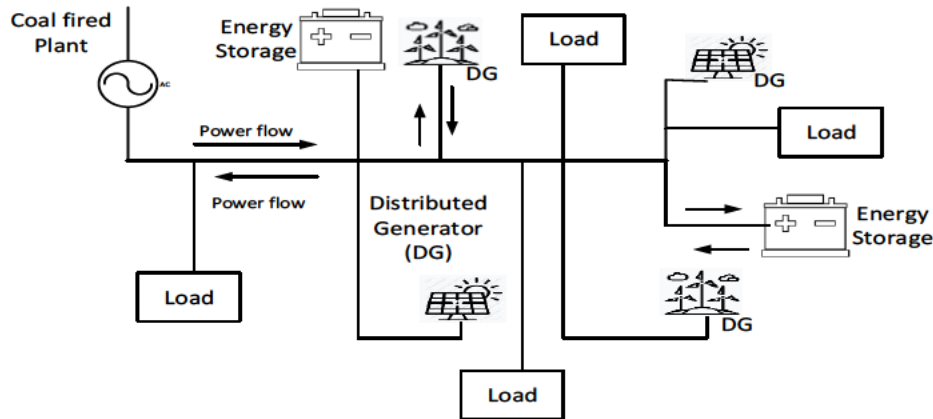 Coal fired
Plant
AC
Energy
Storage
DG
Load
DG
Load
Power flow
Power flow
Distributed
Generator
(DG)
Energy
Storage
Load
DG
Load